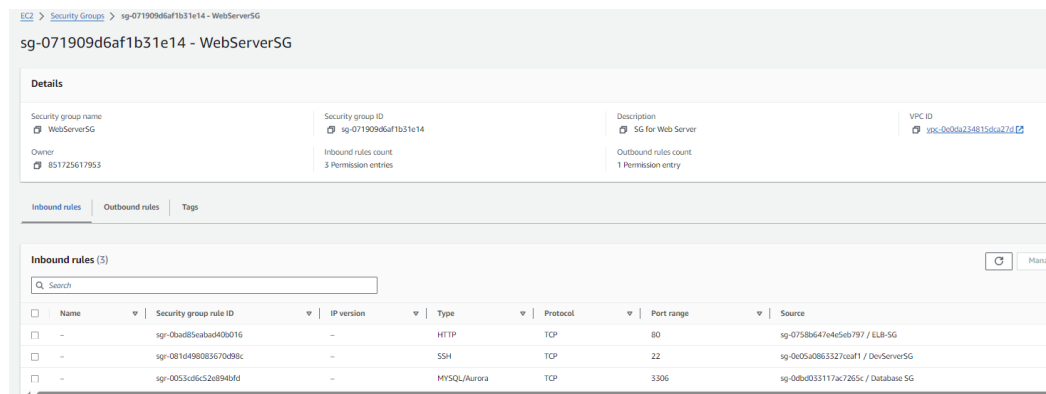 EC2 > Security Groups > sg-071909d6af1b31e14 - WebServerSG
sg-071909d6af1b31e14 - WebServerSG
Details
Security group name
WebServerSG
Security group ID
sg-071909d6af1b31e14
Description
SG for Web Server
VPC ID
vpc-0e0da234815dca27d
Owner
851725617953
Inbound rules count
3 Permission entries
Outbound rules count
1 Permission entry
Inbound rules | Outbound rules | Tags
Inbound rules (3)
Mana
Search
Name | Security group rule ID | IP version | Type | Protocol | Port range | Source
– sgr-0bad85eabad40b016 – HTTP TCP 80 sg-0758b647e4e5eb797 / ELB-SG
– sgr-081d498083670d98c – SSH TCP 22 sg-0e05a0863327ceaf1 / DevServerSG
– sgr-0053cd6c52e894bfd – MYSQL/Aurora TCP 3306 sg-0dbd033117ac7265c / Database SG